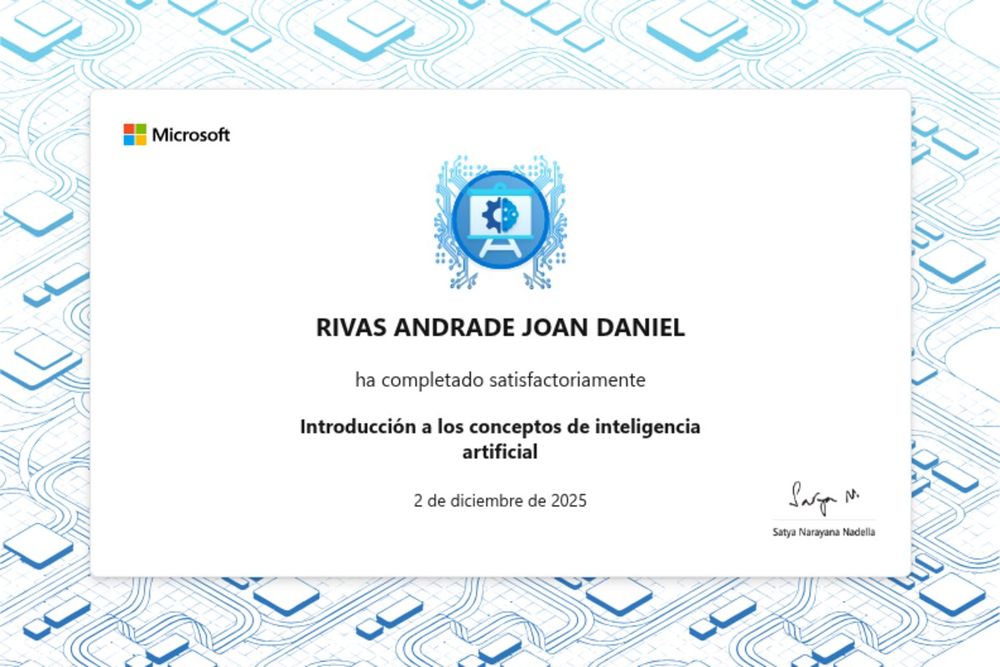 Microsoft
RIVAS ANDRADE JOAN DANIEL
ha completado satisfactoriamente
Introducción a los conceptos de inteligencia
artificial
2 de diciembre de 2025
Satya N.
Satya Narayana Nadella